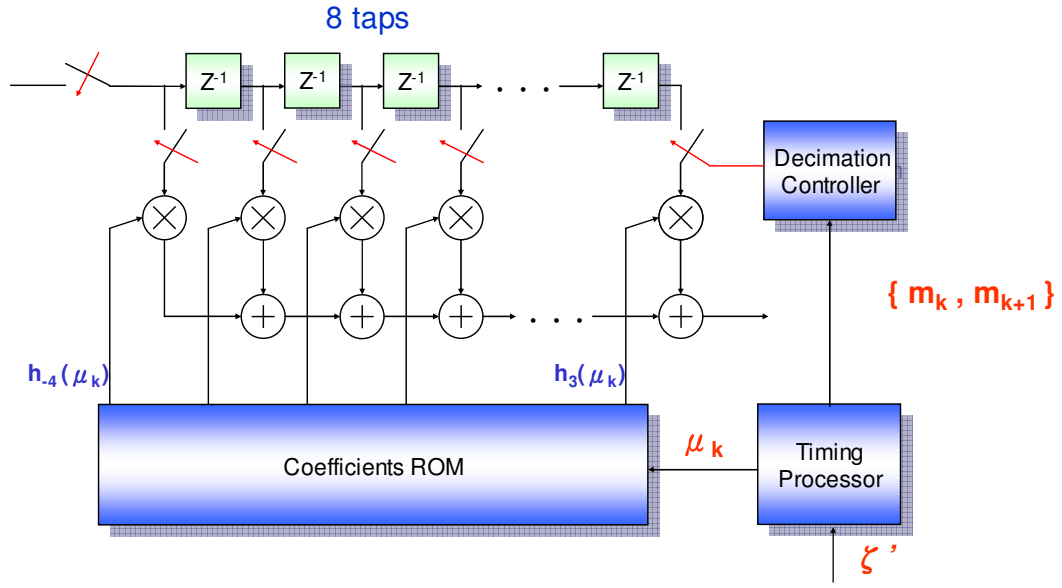 8 taps
Z⁻¹ Z⁻¹ Z⁻¹ . . . Z⁻¹
Decimation
Controller
{ mₖ , mₖ₊₁ }
. . .
h₋₄(μₖ) h₃(μₖ)
Coefficients ROM
μₖ
Timing
Processor
ζ ’